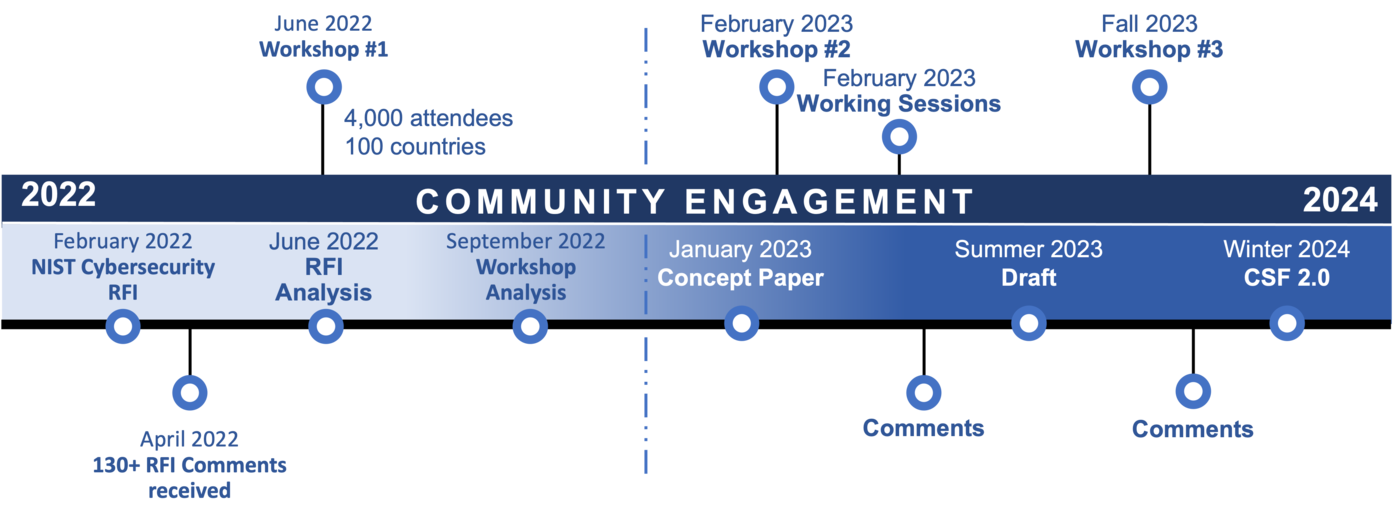 June 2022
Workshop #1
4,000 attendees
100 countries
February 2023
Workshop #2
February 2023
Working Sessions
Fall 2023
Workshop #3
2022
COMMUNITY ENGAGEMENT
2024
February 2022
NIST Cybersecurity
RFI
June 2022
RFI
Analysis
September 2022
Workshop
Analysis
January 2023
Concept Paper
Summer 2023
Draft
Winter 2024
CSF 2.0
April 2022
130+ RFI Comments
received
Comments
Comments